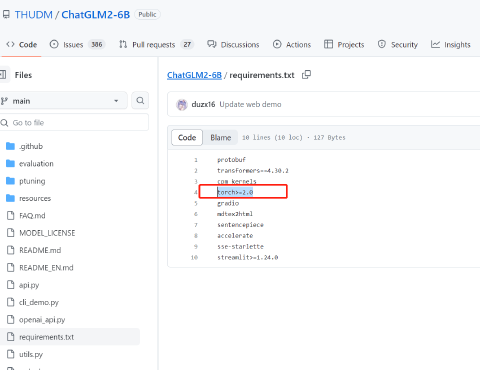 THUDM / ChatGLM2-6B Public
Code Issues 386 Pull requests 27 Discussions Actions Projects Security Insights
Files
main
Go to file
.github
evaluation
ptuning
resources
FAQ.md
MODEL_LICENSE
README.md
README_EN.md
api.py
cli_demo.py
openai_api.py
requirements.txt
utils.py
ChatGLM2-6B / requirements.txt
duzx16 Update web demo
Code Blame 10 lines (10 loc) · 127 Bytes
1 protobuf
2 transformers==4.30.2
3 cpm_kernels
4 torch>=2.0
5 gradio
6 mdtex2html
7 sentencepiece
8 accelerate
9 sse-starlette
10 streamlit>=1.24.0